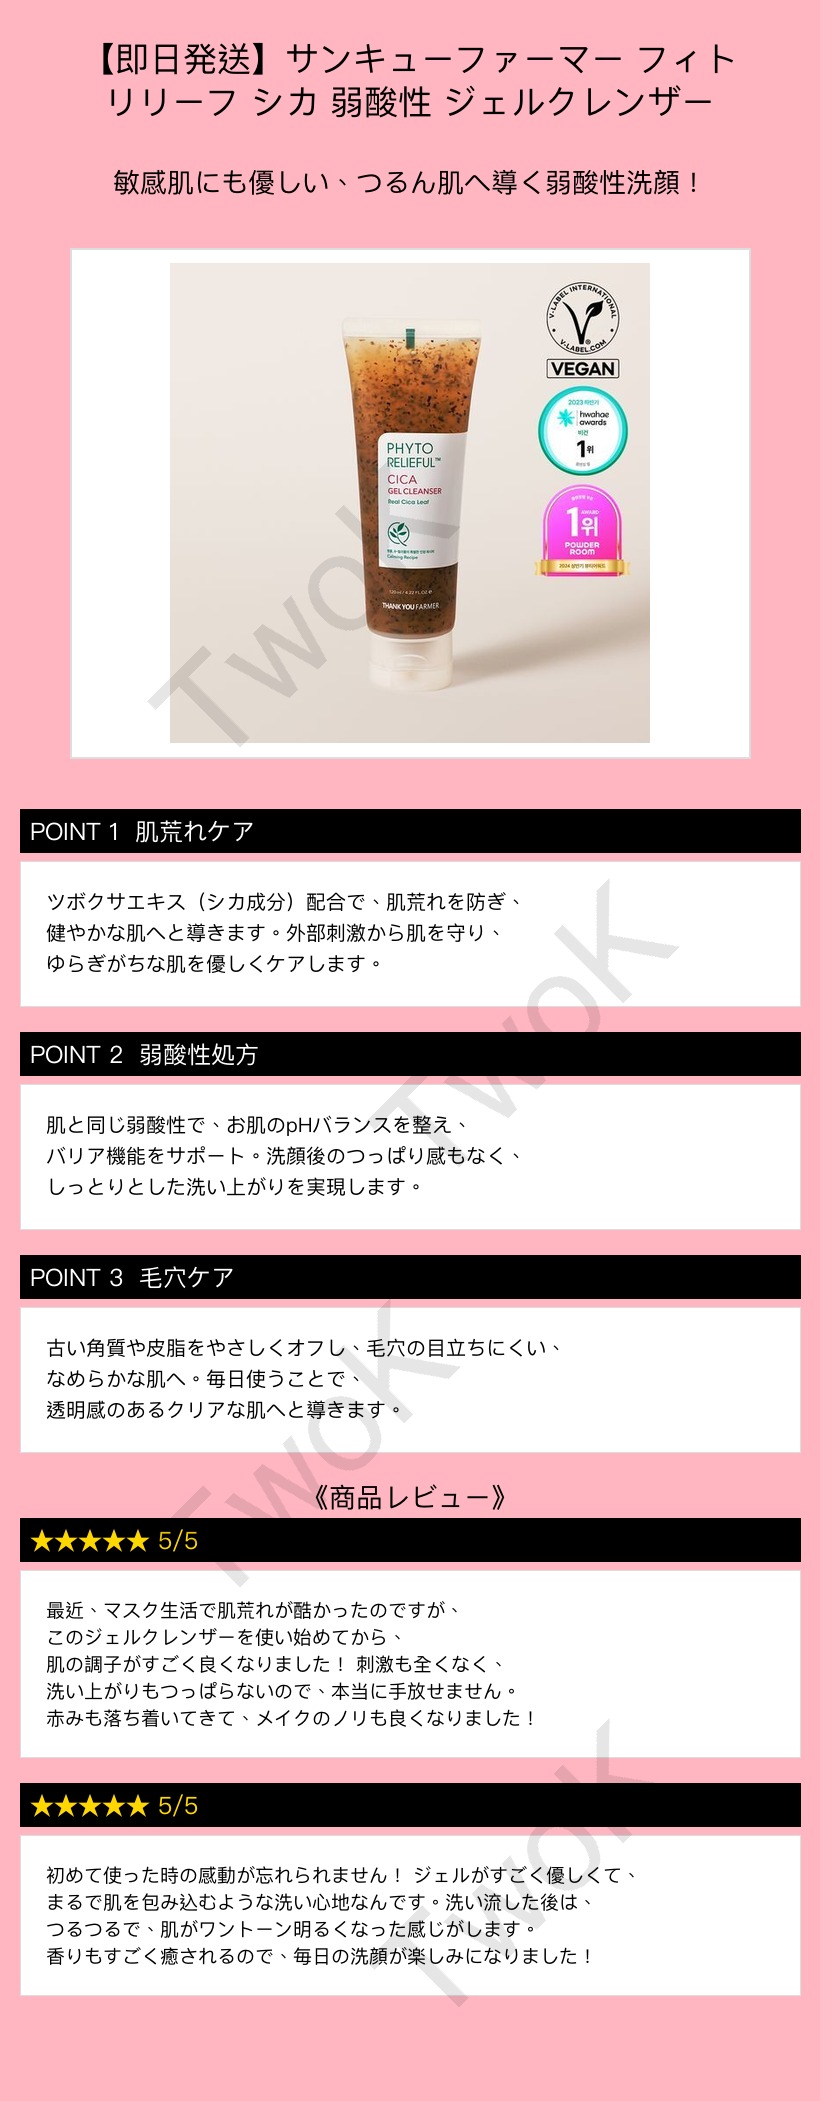 【即日発送】サンキューファーマー フィト
リリーフ シカ 弱酸性 ジェルクレンザー
敏感肌にも優しい、つるん肌へ導く弱酸性洗顔！
V-LABEL INTERNATIONAL
V-LABEL.COM
VEGAN
2023 하반기
hwahae
awards
비건
1위
PHYTO
RELIEFUL™
CICA
GEL CLEANSER
Real Cica Leaf
Calming Recipe
120 ml / 4.22 FL.OZ.℮
THANK YOU FARMER
AWARD
1위
POWDER
ROOM
2024 상반기 뷰티어워드
POINT 1 肌荒れケア
ツボクサエキス（シカ成分）配合で、肌荒れを防ぎ、
健やかな肌へと導きます。外部刺激から肌を守り、
ゆらぎがちな肌を優しくケアします。
POINT 2 弱酸性処方
肌と同じ弱酸性で、お肌のpHバランスを整え、
バリア機能をサポート。洗顔後のつっぱり感もなく、
しっとりとした洗い上がりを実現します。
POINT 3 毛穴ケア
古い角質や皮脂をやさしくオフし、毛穴の目立ちにくい、
なめらかな肌へ。毎日使うことで、
透明感のあるクリアな肌へと導きます。
《商品レビュー》
★★★★★ 5/5
最近、マスク生活で肌荒れが酷かったのですが、
このジェルクレンザーを使い始めてから、
肌の調子がすごく良くなりました！ 刺激も全くなく、
洗い上がりもつっぱらないので、本当に手放せません。
赤みも落ち着いてきて、メイクのノリも良くなりました！
★★★★★ 5/5
初めて使った時の感動が忘れられません！ ジェルがすごく優しくて、
まるで肌を包み込むような洗い心地なんです。洗い流した後は、
つるつるで、肌がワントーン明るくなった感じがします。
香りもすごく癒されるので、毎日の洗顔が楽しみになりました！
TwoK
TwoK
TwoK
TwoK